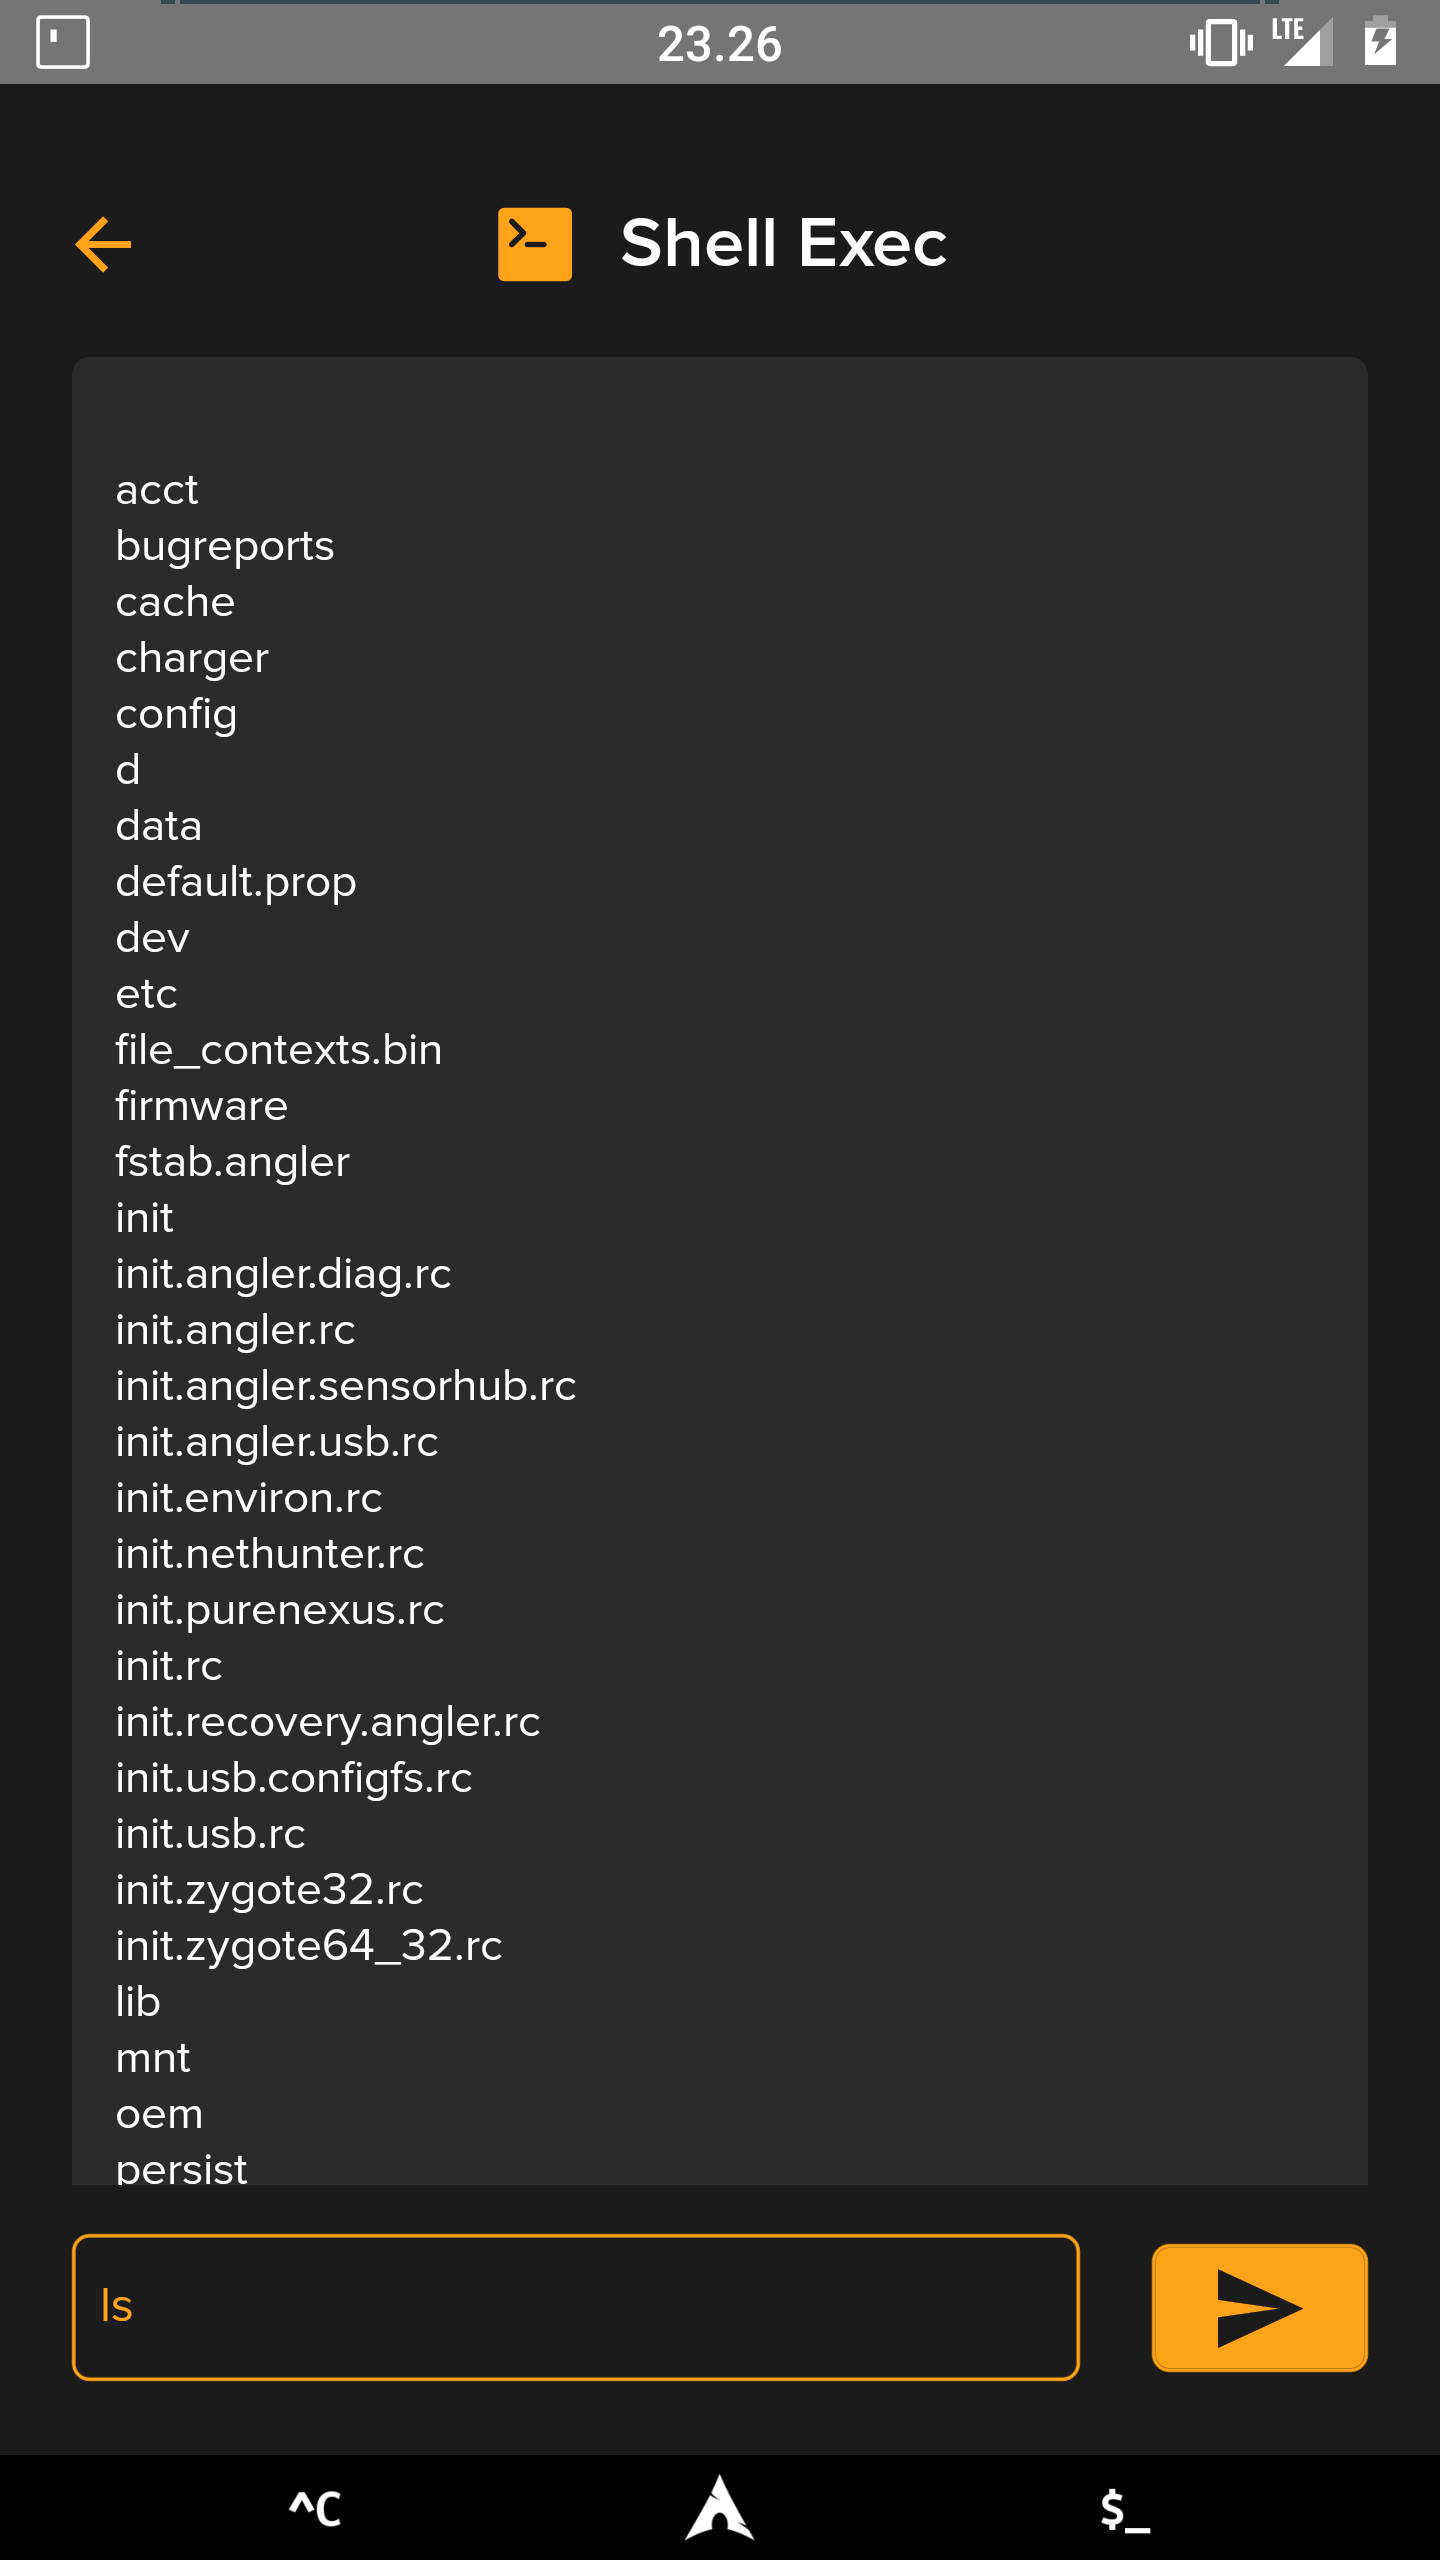 23.26
LTE
Shell Exec
acct
bugreports
cache
charger
config
d
data
default.prop
dev
etc
file_contexts.bin
firmware
fstab.angler
init
init.angler.diag.rc
init.angler.rc
init.angler.sensorhub.rc
init.angler.usb.rc
init.environ.rc
init.nethunter.rc
init.purenexus.rc
init.rc
init.recovery.angler.rc
init.usb.configfs.rc
init.usb.rc
init.zygote32.rc
init.zygote64_32.rc
lib
mnt
oem
persist
ls
^C
$_